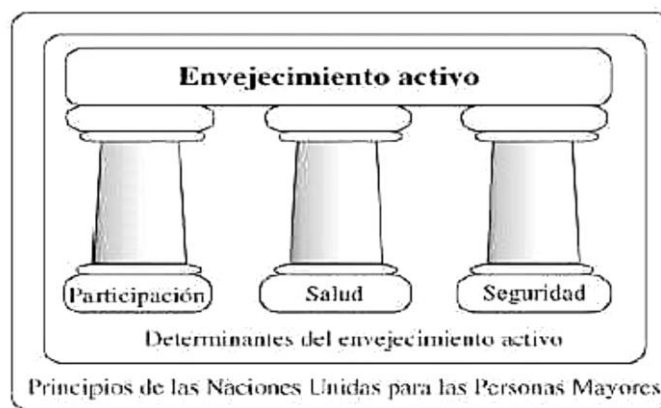 Envejecimiento activo
Participación Salud Seguridad
Determinantes del envejecimiento activo
Principios de las Naciones Unidas para las Personas Mayores